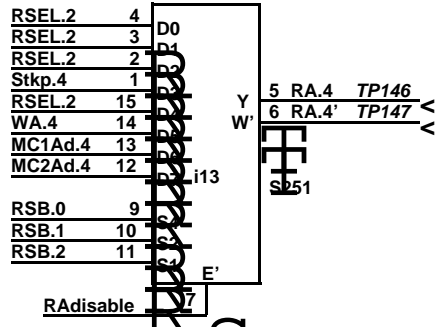 RSEL.2 4 D0
RSEL.2 3 D1
RSEL.2 2 D2
Stkp.4 1 D3
RSEL.2 15 D4
WA.4 14 D5
MC1Ad.4 13 D6
MC2Ad.4 12 D7
i13
Y 5 RA.4 TP146
W' 6 RA.4' TP147
S251
RSB.0 9 S4
RSB.1 10 S2
RSB.2 11 S1
E'
RAdisable 7